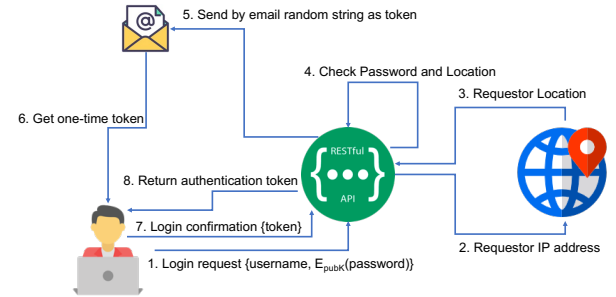 5. Send by email random string as token
@
4. Check Password and Location
3. Requestor Location
6. Get one-time token
RESTful
{•••}
API
8. Return authentication token
7. Login confirmation {token}
2. Requestor IP address
1. Login request {username, EpubK(password)}